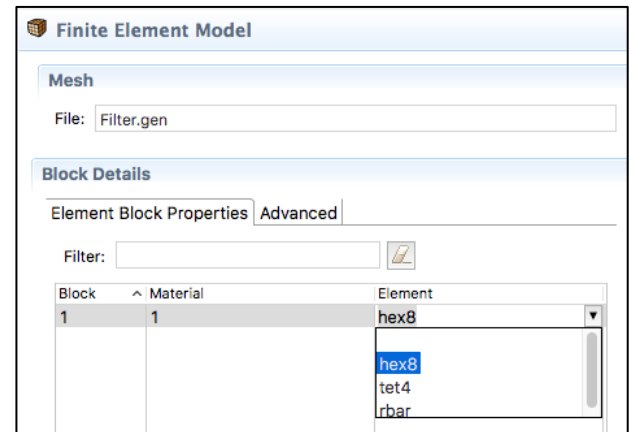 Finite Element Model
Mesh
File: Filter.gen
Block Details
Element Block Properties Advanced
Filter:
Block Material Element
1 1 hex8
hex8
tet4
rbar